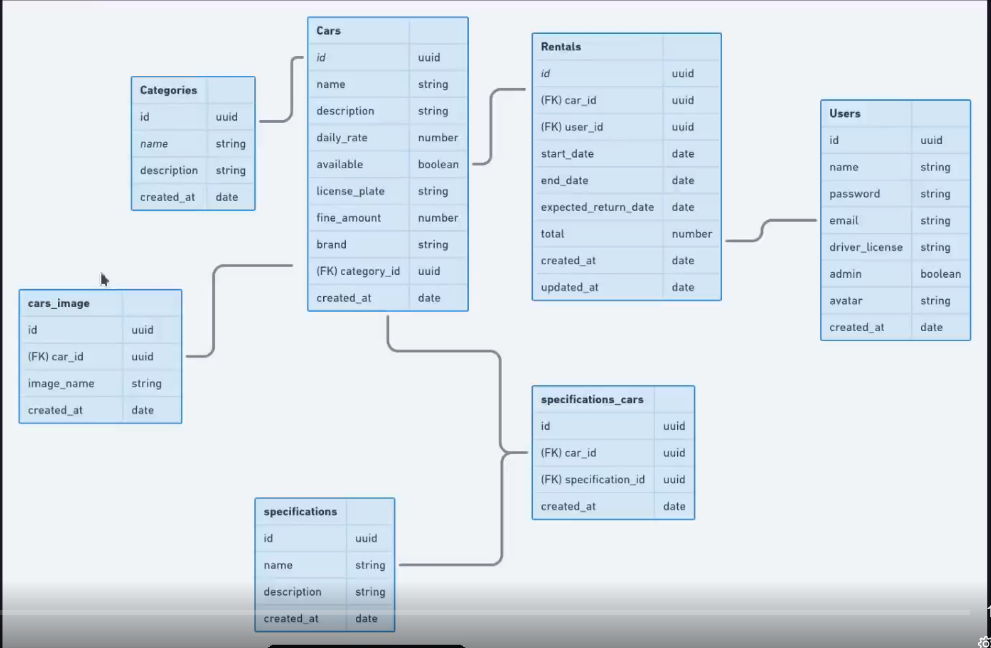 Categories
id uuid
name string
description string
created_at date
Cars
id uuid
name string
description string
daily_rate number
available boolean
license_plate string
fine_amount number
brand string
(FK) category_id uuid
created_at date
Rentals
id uuid
(FK) car_id uuid
(FK) user_id uuid
start_date date
end_date date
expected_return_date date
total number
created_at date
updated_at date
Users
id uuid
name string
password string
email string
driver_license string
admin boolean
avatar string
created_at date
cars_image
id uuid
(FK) car_id uuid
image_name string
created_at date
specifications_cars
id uuid
(FK) car_id uuid
(FK) specification_id uuid
created_at date
specifications
id uuid
name string
description string
created_at date